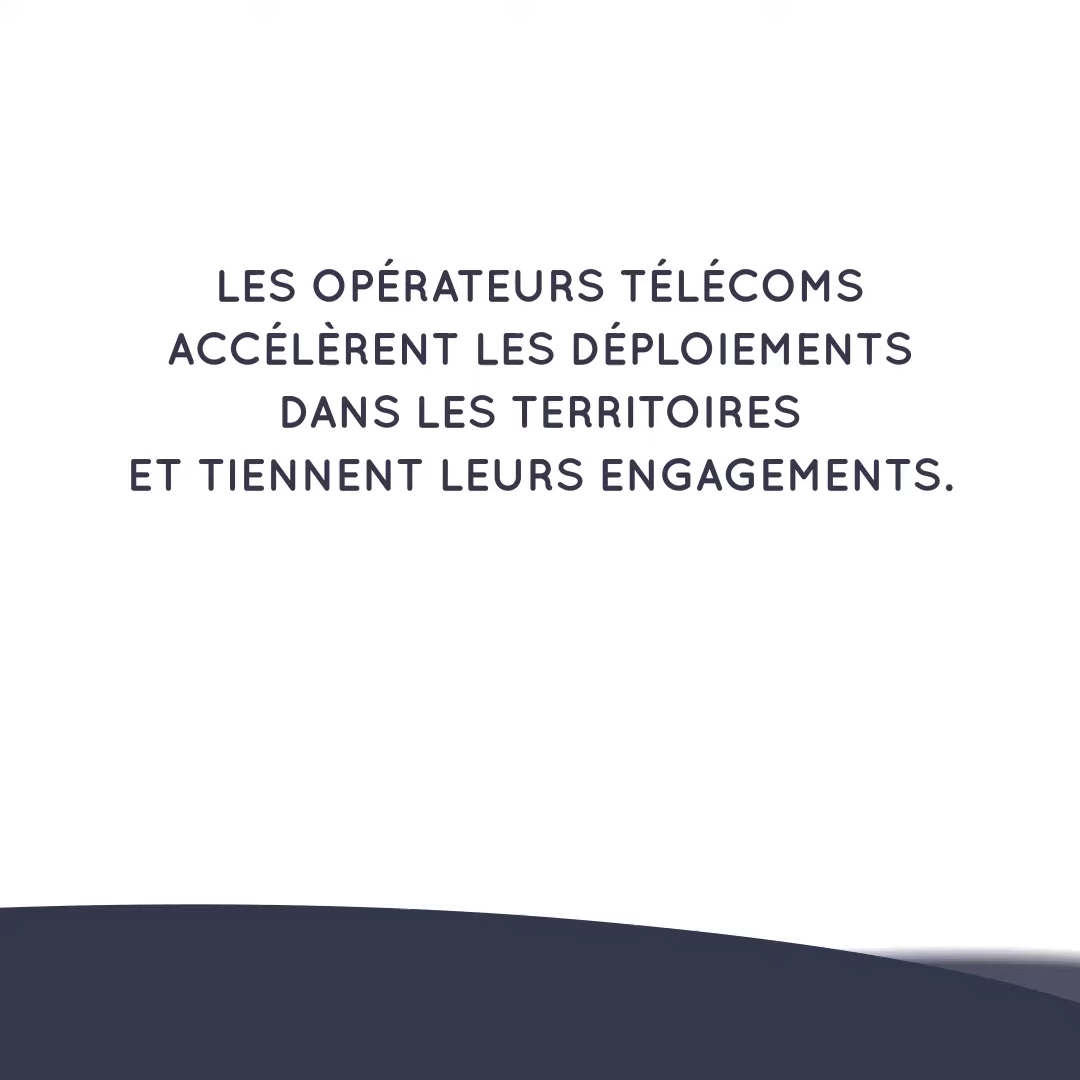 LES OPÉRATEURS TÉLÉCOMS
ACCÉLÈRENT LES DÉPLOIEMENTS
DANS LES TERRITOIRES
ET TIENNENT LEURS ENGAGEMENTS.